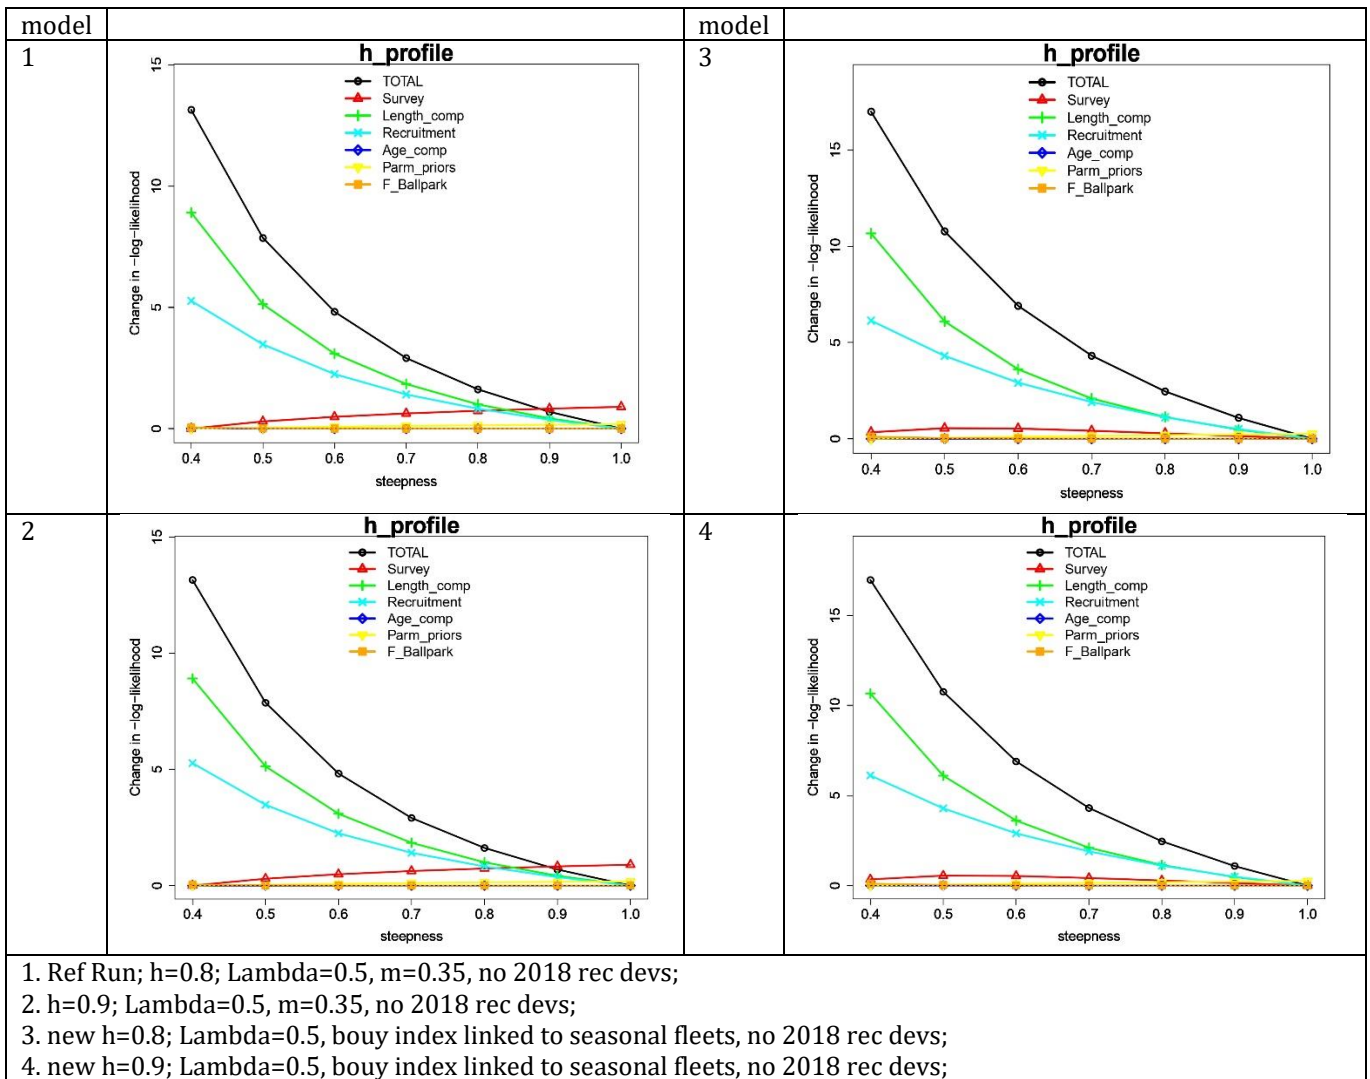 model
model
1
h_profile
TOTAL
Survey
Length_comp
Recruitment
Age_comp
Parm_priors
F_Ballpark
Change in −log−likelihood
15
10
5
0
0.4 0.5 0.6 0.7 0.8 0.9 1.0
steepness
3
h_profile
TOTAL
Survey
Length_comp
Recruitment
Age_comp
Parm_priors
F_Ballpark
Change in −log−likelihood
15
10
5
0
0.4 0.5 0.6 0.7 0.8 0.9 1.0
steepness
2
h_profile
TOTAL
Survey
Length_comp
Recruitment
Age_comp
Parm_priors
F_Ballpark
Change in −log−likelihood
15
10
5
0
0.4 0.5 0.6 0.7 0.8 0.9 1.0
steepness
4
h_profile
TOTAL
Survey
Length_comp
Recruitment
Age_comp
Parm_priors
F_Ballpark
Change in −log−likelihood
15
10
5
0
0.4 0.5 0.6 0.7 0.8 0.9 1.0
steepness
1. Ref Run; h=0.8; Lambda=0.5, m=0.35, no 2018 rec devs;
2. h=0.9; Lambda=0.5, m=0.35, no 2018 rec devs;
3. new h=0.8; Lambda=0.5, bouy index linked to seasonal fleets, no 2018 rec devs;
4. new h=0.9; Lambda=0.5, bouy index linked to seasonal fleets, no 2018 rec devs;